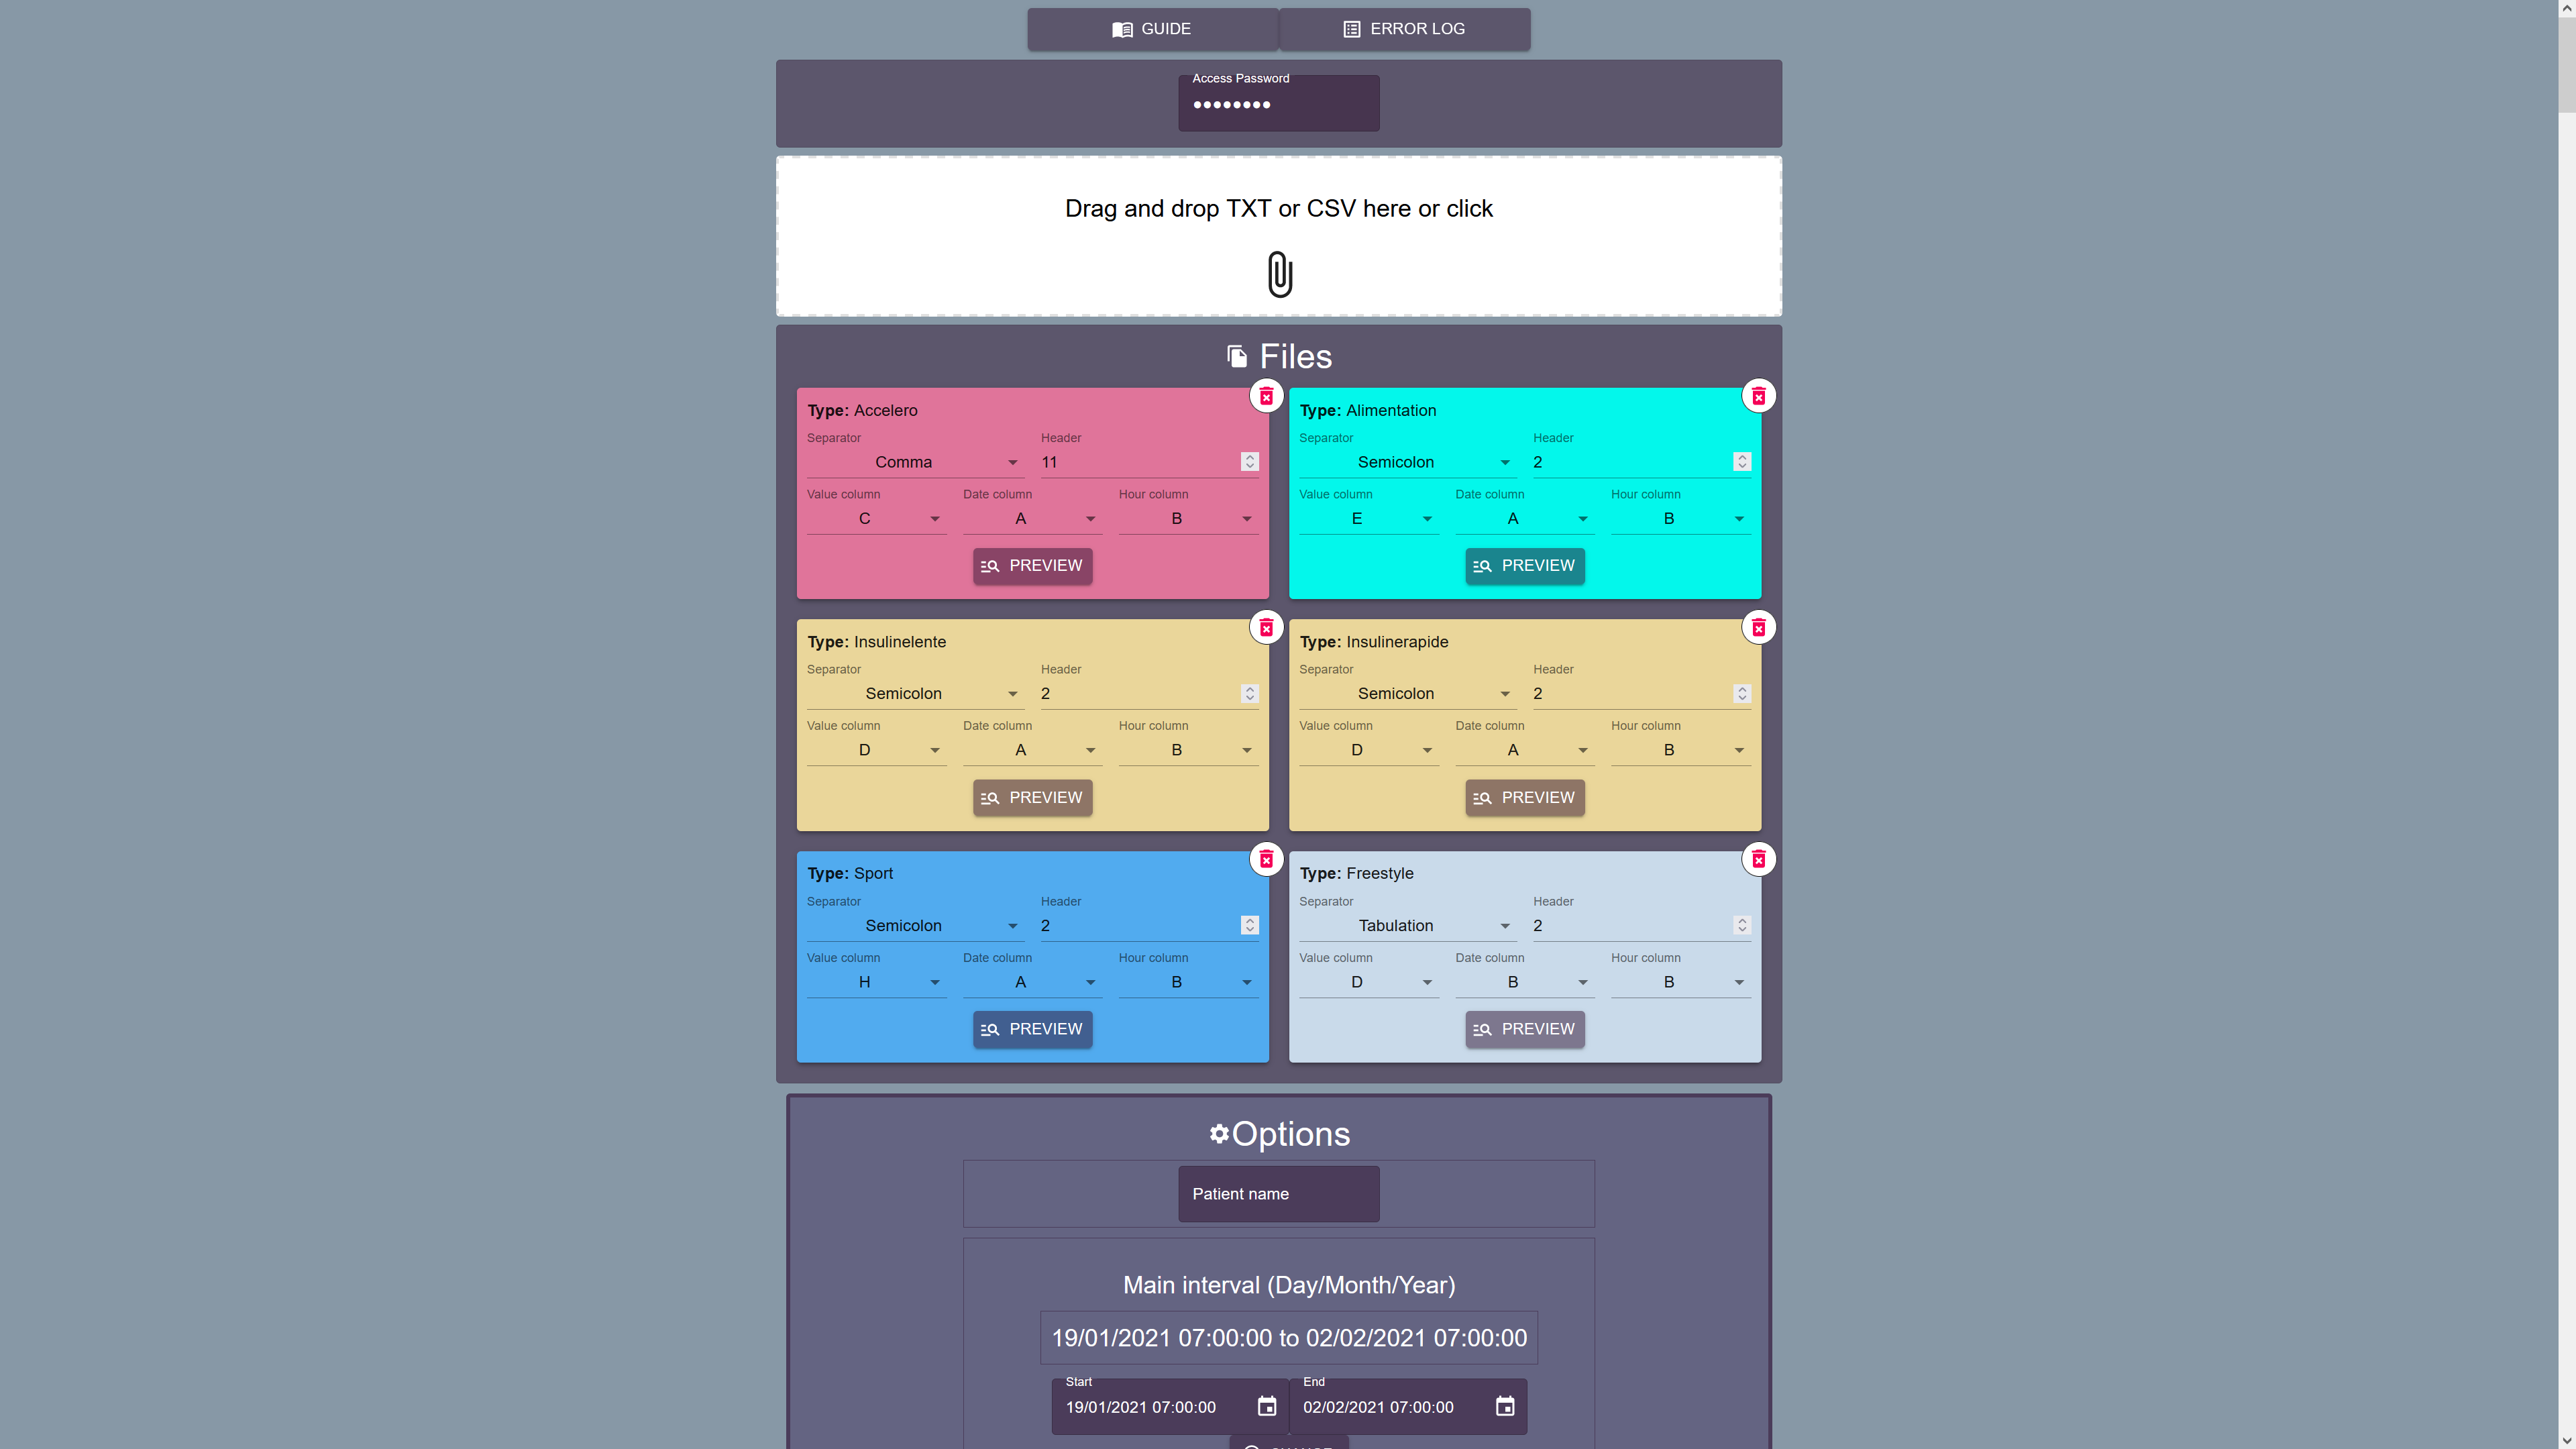 GUIDE ERROR LOG
Access Password
••••••••
Drag and drop TXT or CSV here or click
Files
Type: Accelero
Separator Header
Comma 11
Value column Date column Hour column
C A B
PREVIEW
Type: Alimentation
Separator Header
Semicolon 2
Value column Date column Hour column
E A B
PREVIEW
Type: Insulinelente
Separator Header
Semicolon 2
Value column Date column Hour column
D A B
PREVIEW
Type: Insulinerapide
Separator Header
Semicolon 2
Value column Date column Hour column
D A B
PREVIEW
Type: Sport
Separator Header
Semicolon 2
Value column Date column Hour column
H A B
PREVIEW
Type: Freestyle
Separator Header
Tabulation 2
Value column Date column Hour column
D B B
PREVIEW
Options
Patient name
Main interval (Day/Month/Year)
19/01/2021 07:00:00 to 02/02/2021 07:00:00
Start End
19/01/2021 07:00:00 02/02/2021 07:00:00